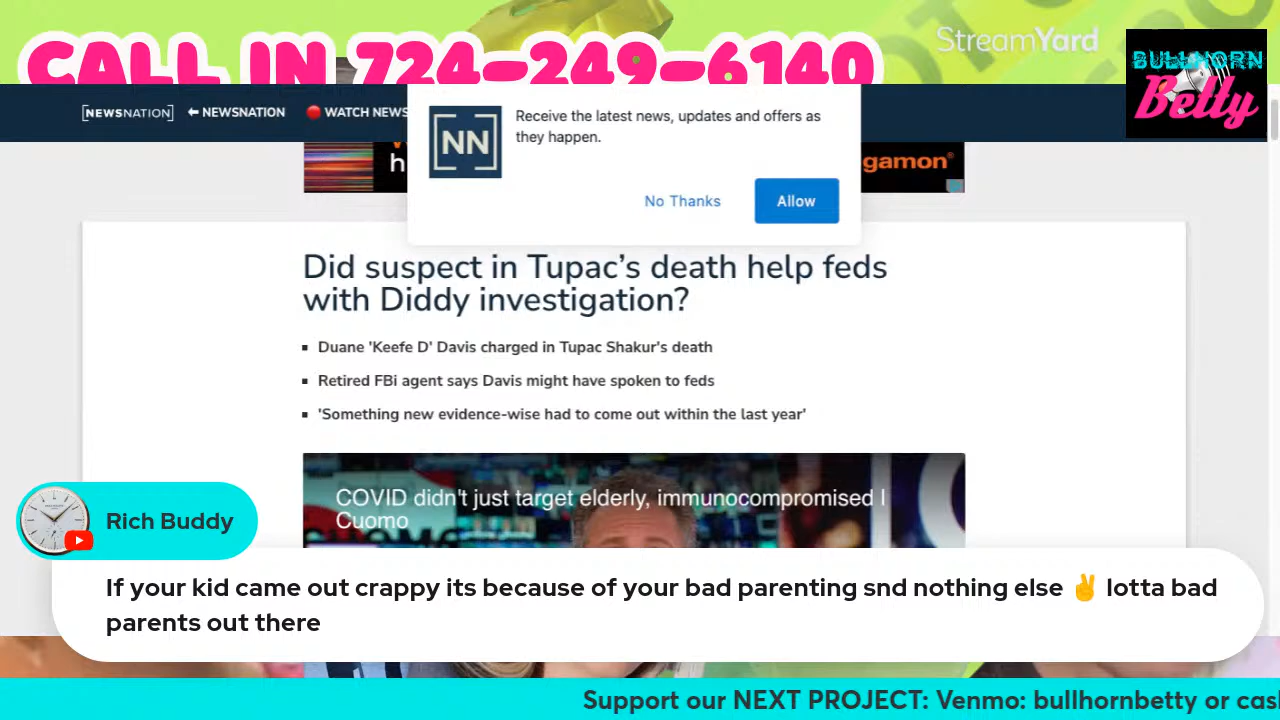 CALL IN 724-249-6140
StreamYard
BULLHORN
Betty
[NEWSNATION]
NEWSNATION
WATCH NEWS
NN
Receive the latest news, updates and offers as
they happen.
No Thanks
Allow
h
gamon®
Did suspect in Tupac’s death help feds
with Diddy investigation?
Duane 'Keefe D' Davis charged in Tupac Shakur's death
Retired FBi agent says Davis might have spoken to feds
'Something new evidence-wise had to come out within the last year'
COVID didn't just target elderly, immunocompromised |
Cuomo
Rich Buddy
If your kid came out crappy its because of your bad parenting snd nothing else ✌️ lotta bad
parents out there
Support our NEXT PROJECT: Venmo: bullhornbetty or cas